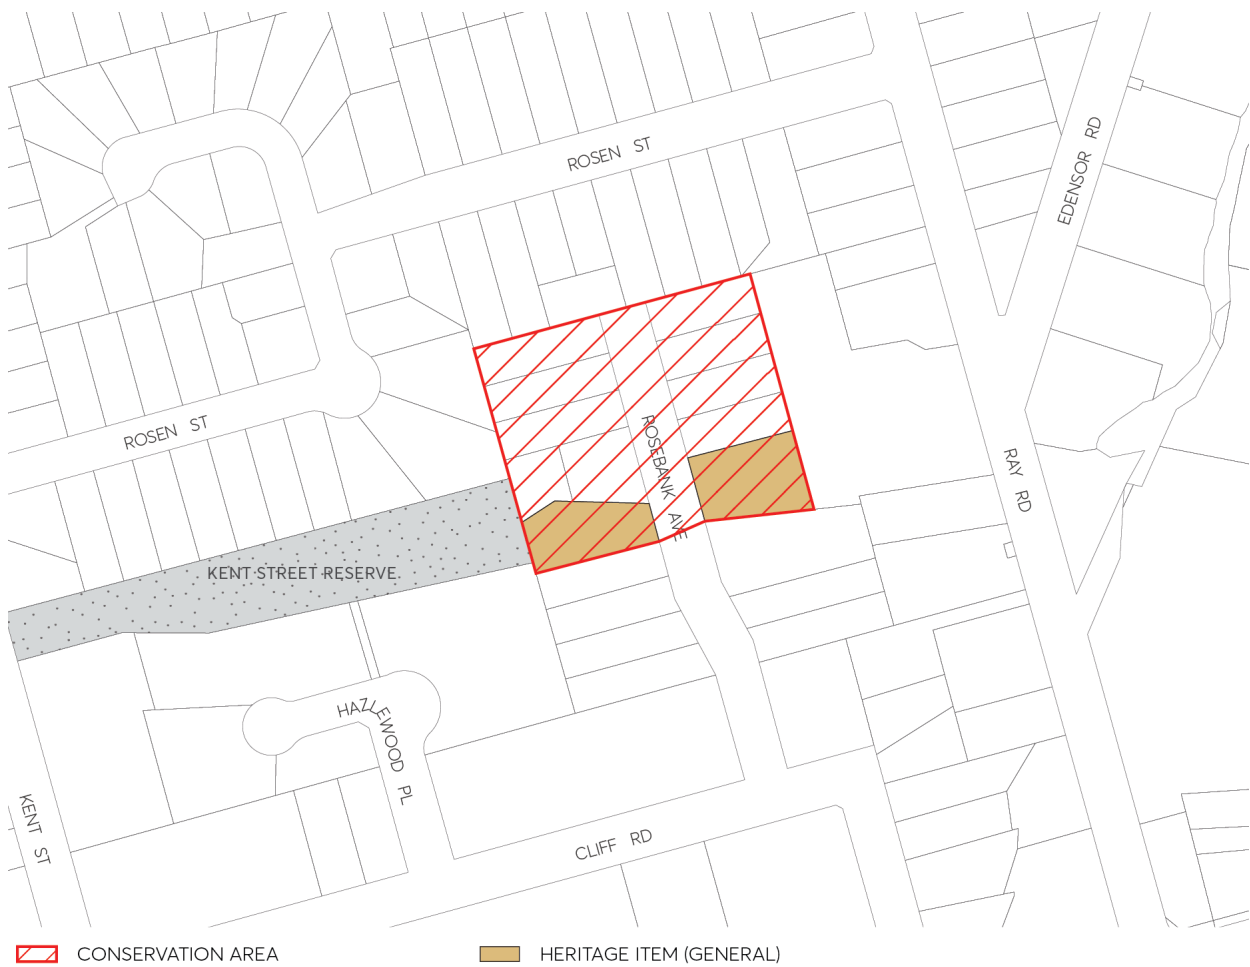 ROSEN ST
EDENSOR RD
ROSEN ST
ROSEBANK AVE
RAY RD
KENT STREET RESERVE
HAZLEWOOD PL
KENT ST
CLIFF RD
CONSERVATION AREA
HERITAGE ITEM (GENERAL)